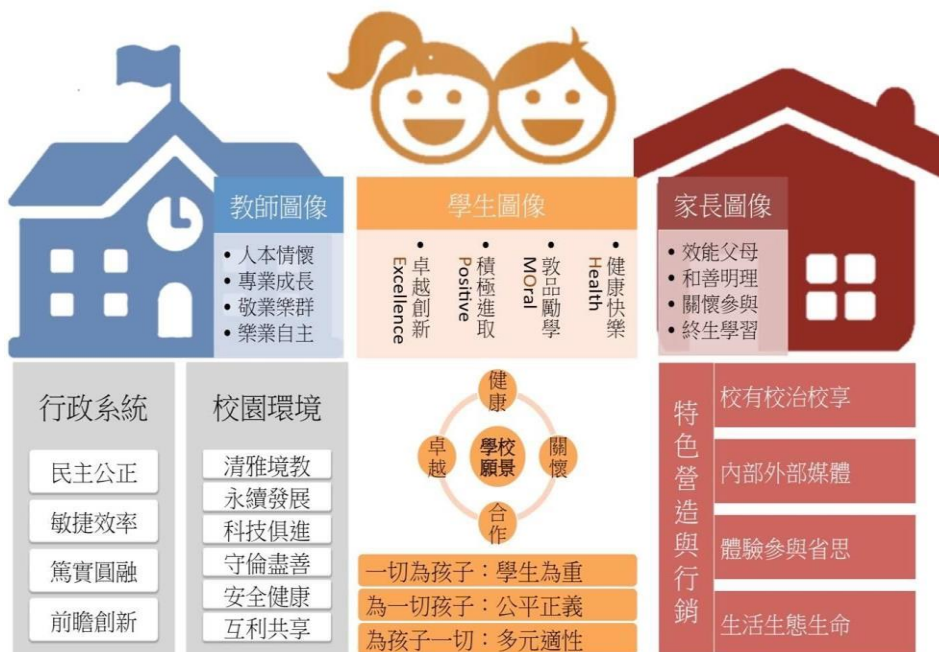 教師圖像
• 人本情懷
• 專業成長
• 敬業樂群
• 樂業自主
學生圖像
• 健康快樂
Health
• 敦品勵學
MOral
• 積極進取
Positive
• 卓越創新
Excellence
家長圖像
• 效能父母
• 和善明理
• 關懷參與
• 終生學習
行政系統
民主公正
敏捷效率
篤實圓融
前瞻創新
校園環境
清雅境教
永續發展
科技俱進
守倫盡善
安全健康
互利共享
學校
願景
健康
關懷
合作
卓越
一切為孩子：學生為重
為一切孩子：公平正義
為孩子一切：多元適性
特色營造與行銷
校有校治校享
內部外部媒體
體驗參與省思
生活生態生命